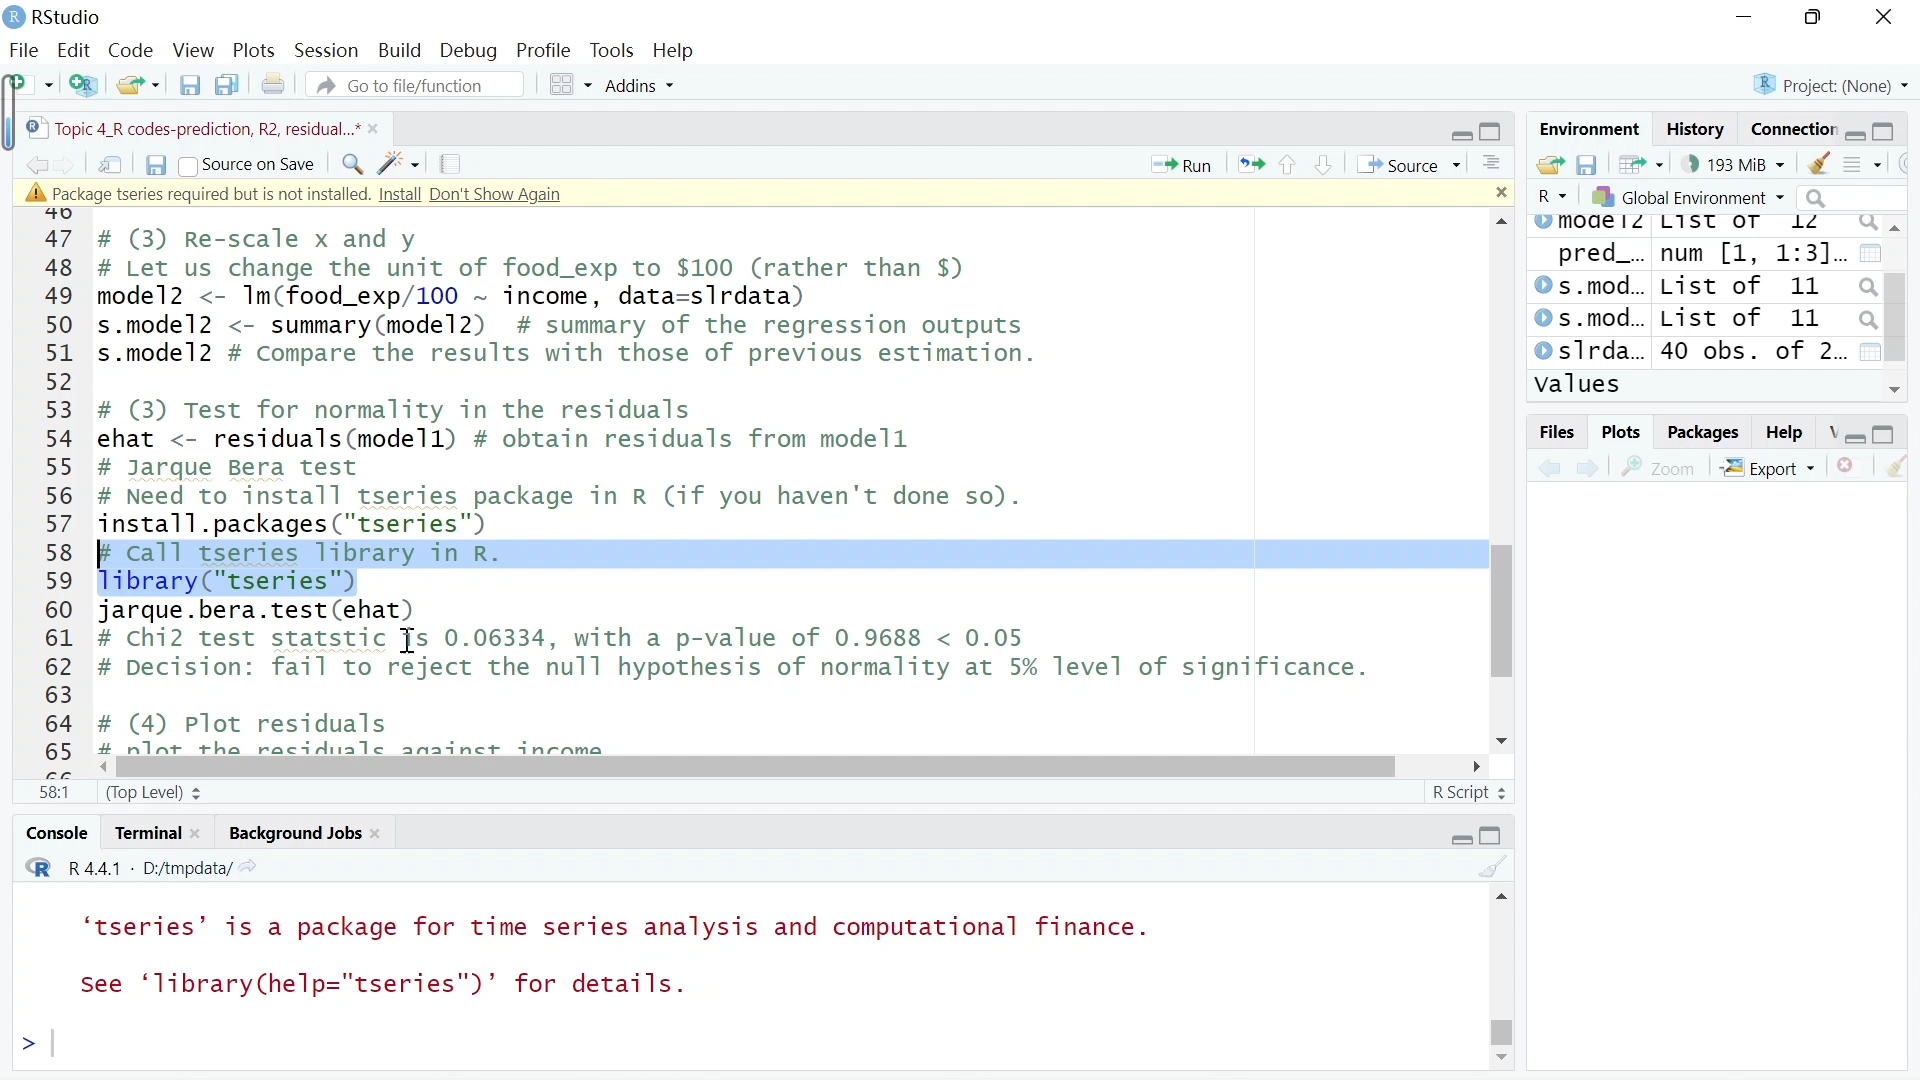 RStudio
File Edit Code View Plots Session Build Debug Profile Tools Help
Go to file/function Addins Project: (None)
Topic 4_R codes-prediction, R2, residual...*
Source on Save Run Source
Package tseries required but is not installed. Install Don't Show Again
46
47 # (3) Re-scale x and y
48 # Let us change the unit of food_exp to $100 (rather than $)
49 model2 <- lm(food_exp/100 ~ income, data=slrdata)
50 s.model2 <- summary(model2) # summary of the regression outputs
51 s.model2 # Compare the results with those of previous estimation.
52
53 # (3) Test for normality in the residuals
54 ehat <- residuals(model1) # obtain residuals from model1
55 # Jarque Bera test
56 # Need to install tseries package in R (if you haven't done so).
57 install.packages("tseries")
58 # Call tseries library in R.
59 library("tseries")
60 jarque.bera.test(ehat)
61 # Chi2 test statstic is 0.06334, with a p-value of 0.9688 < 0.05
62 # Decision: fail to reject the null hypothesis of normality at 5% level of significance.
63
64 # (4) Plot residuals
65 # plot the residuals against income
66
58:1 (Top Level) R Script
Console Terminal Background Jobs
R 4.4.1 · D:/tmpdata/
‘tseries’ is a package for time series analysis and computational finance.
See ‘library(help="tseries")’ for details.
>
Environment History Connection
193 MiB
R Global Environment
model2 List of 12
pred_... num [1, 1:3]...
s.mod... List of 11
s.mod... List of 11
slrda... 40 obs. of 2...
Values
Files Plots Packages Help V
Zoom Export